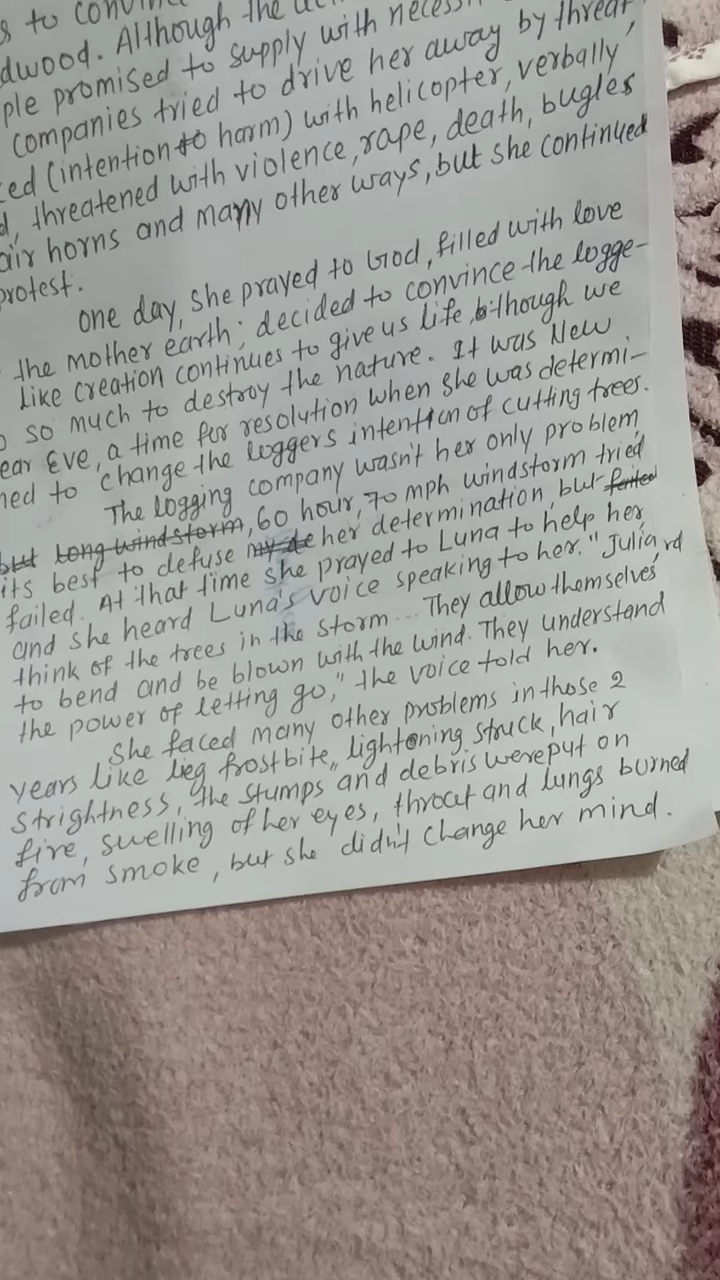 s to
dwood. Although the
ple promised to supply with
companies tried to drive her away by threat,
ed (intention to harm) with helicopter, verbally
d, threatened with violence, rape, death, bugles
air horns and many other ways, but she continued
protest.
One day, she prayed to God, filled with love
the mother earth; decided to convince the logge-
Like creation continues to give us life, although we
so much to destroy the nature. It was New
ear Eve, a time for resolution when she was determi-
ned to change the loggers intention of cutting trees.
The logging company wasn't her only problem,
but long windstorm, 60 hour, 70 mph windstorm tried
its best to defuse her determination, but failed
failed. At that time she prayed to Luna to help her
and she heard Luna's voice speaking to her. "Julia,
think of the trees in the storm... They allow themselves
to bend and be blown with the wind. They understand
the power of letting go," the voice told her.
She faced many other problems in those 2
years like leg frostbite, lightening struck, hair
strightness, the stumps and debris were put on
fire, swelling of her eyes, throat and lungs burned
from smoke, but she didn't change her mind.